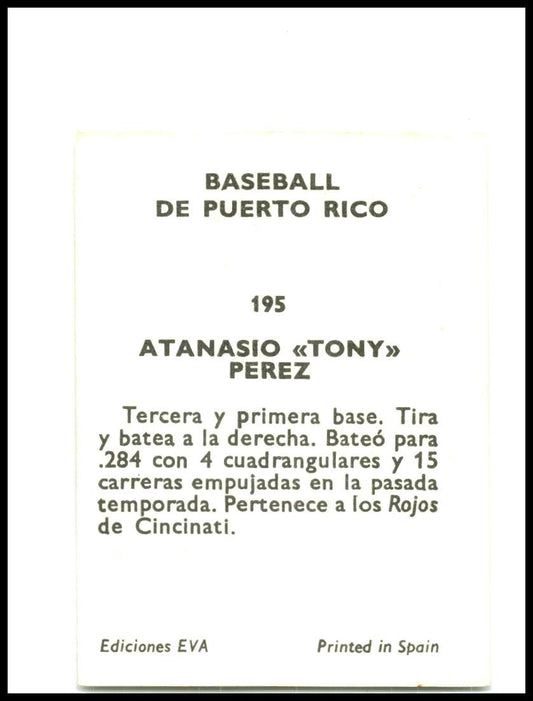 BASEBALL
DE PUERTO RICO
195
ATANASIO «TONY»
PEREZ
Tercera y primera base. Tira
y batea a la derecha. Bateó para
.284 con 4 cuadrangulares y 15
carreras empujadas en la pasada
temporada. Pertenece a los Rojos
de Cincinati.
Ediciones EVA Printed in Spain